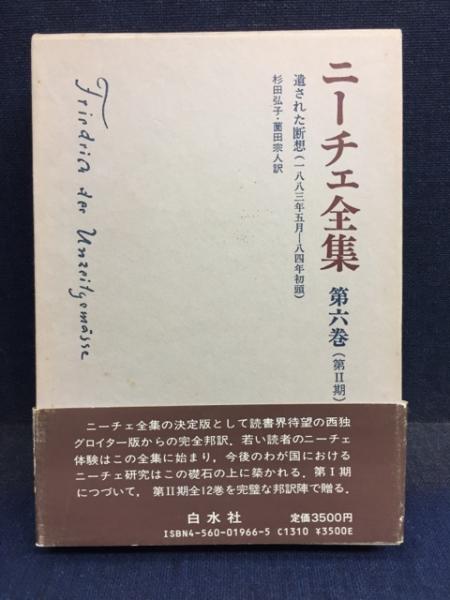 ニーチェ全集 第六巻(第II期)
遺された断想(一八八三年五月—八四年初頭)
杉田弘子・薗田宗人訳
Friedrich der Unzeitgemässe
ニーチェ全集の決定版として読書界待望の西独
グロイター版からの完全邦訳．若い読者のニーチェ
体験はこの全集に始まり，今後のわが国における
ニーチェ研究はこの礎石の上に築かれる．第I期
につづいて，第II期全12巻を完璧な邦訳陣で贈る．
白水社 定価3500円
ISBN4-560-01966-5 C1310 ¥3500E